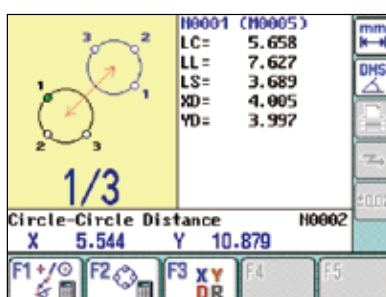 N0001 (M0005)
LC= 5.658
LL= 7.627
LS= 3.689
XD= 4.005
YD= 3.997
3 2
1 1
2 3
1/3
Circle-Circle Distance N0002
X 5.544 Y 10.879
mm
DMS
±0.02
F1 +/
F2
F3 XY
DR
F4
F5